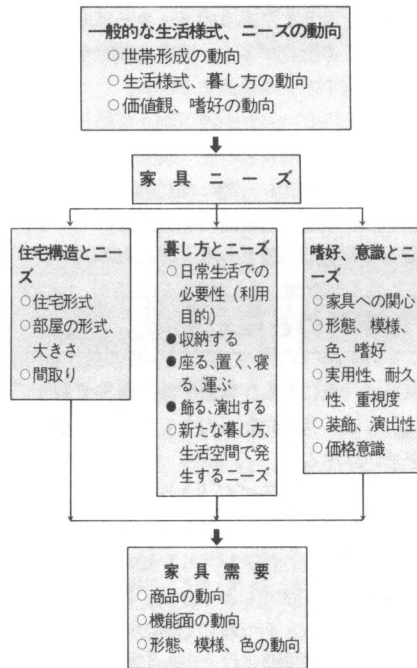 一般的な生活様式、ニーズの動向
○世帯形成の動向
○生活様式、暮し方の動向
○価値観、嗜好の動向
家具ニーズ
住宅構造とニー
ズ
○住宅形式
○部屋の形式、
大きさ
○間取り
暮し方とニーズ
○日常生活での
必要性（利用
目的）
●収納する
●座る、置く、寝
る、運ぶ
●飾る、演出する
○新たな暮し方、
生活空間で発
生するニーズ
嗜好、意識とニ
ーズ
○家具への関心
○形態、模様、
色、嗜好
○実用性、耐久
性、重視度
○装飾、演出性
○価格意識
家具需要
○商品の動向
○機能面の動向
○形態、模様、色の動向